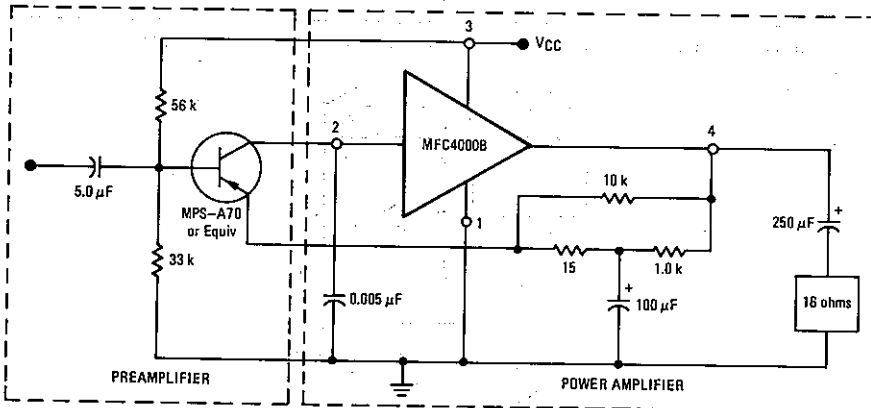 3
VCC
56 k
2
MFC4000B
4
5.0 µF
MPS–A70
or Equiv
1
10 k
250 µF
+
33 k
15
1.0 k
0.005 µF
+
100 µF
16 ohms
PREAMPLIFIER
POWER AMPLIFIER